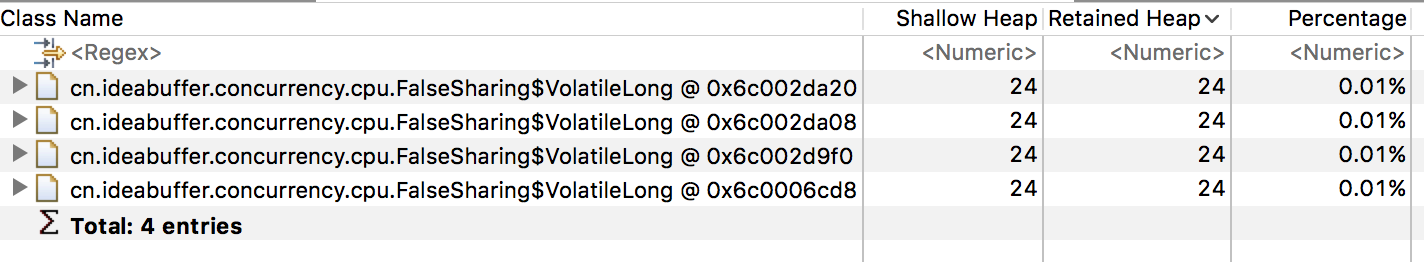 Class Name Shallow Heap Retained Heap Percentage
<Regex> <Numeric> <Numeric> <Numeric>
cn.ideabuffer.concurrency.cpu.FalseSharing$VolatileLong @ 0x6c002da20 24 24 0.01%
cn.ideabuffer.concurrency.cpu.FalseSharing$VolatileLong @ 0x6c002da08 24 24 0.01%
cn.ideabuffer.concurrency.cpu.FalseSharing$VolatileLong @ 0x6c002d9f0 24 24 0.01%
cn.ideabuffer.concurrency.cpu.FalseSharing$VolatileLong @ 0x6c0006cd8 24 24 0.01%
Σ Total: 4 entries